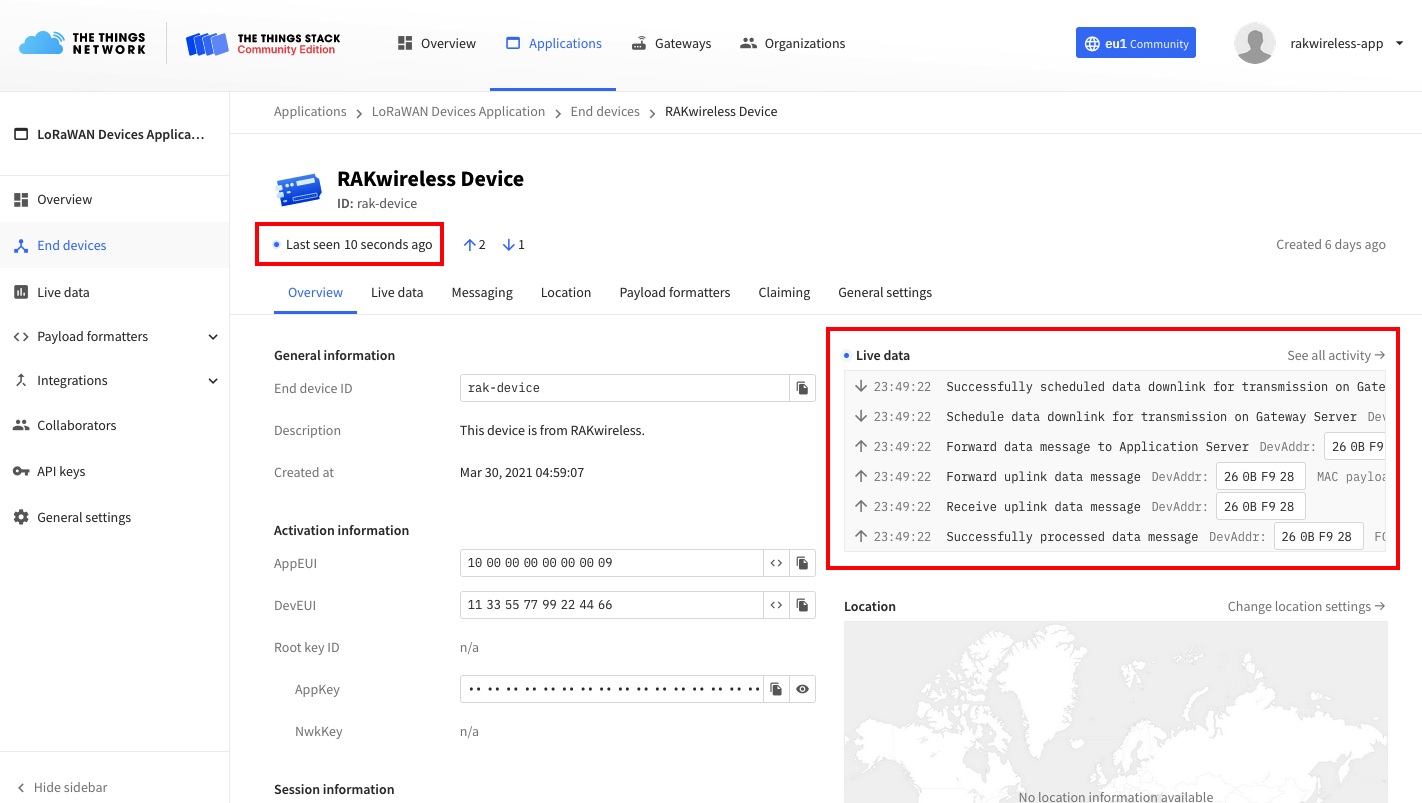 THE THINGS
NETWORK
THE THINGS STACK
Community Edition
Overview
Applications
Gateways
Organizations
eu1 Community
rakwireless-app
LoRaWAN Devices Applica...
Overview
End devices
Live data
Payload formatters
Integrations
Collaborators
API keys
General settings
Hide sidebar
Applications > LoRaWAN Devices Application > End devices > RAKwireless Device
RAKwireless Device
ID: rak-device
Last seen 10 seconds ago ↑ 2 ↓ 1
Created 6 days ago
Overview Live data Messaging Location Payload formatters Claiming General settings
General information
End device ID rak-device
Description This device is from RAKwireless.
Created at Mar 30, 2021 04:59:07
Activation information
AppEUI 10 00 00 00 00 00 00 09
DevEUI 11 33 55 77 99 22 44 66
Root key ID n/a
AppKey •• •• •• •• •• •• •• •• •• •• •• •• •• •• •• ••
NwkKey n/a
Session information
Live data
See all activity →
↓ 23:49:22 Successfully scheduled data downlink for transmission on Gate
↓ 23:49:22 Schedule data downlink for transmission on Gateway Server Dev
↑ 23:49:22 Forward data message to Application Server DevAddr: 26 0B F9
↑ 23:49:22 Forward uplink data message DevAddr: 26 0B F9 28 MAC payloa
↑ 23:49:22 Receive uplink data message DevAddr: 26 0B F9 28
↑ 23:49:22 Successfully processed data message DevAddr: 26 0B F9 28 FC
Location
Change location settings →
No location information available